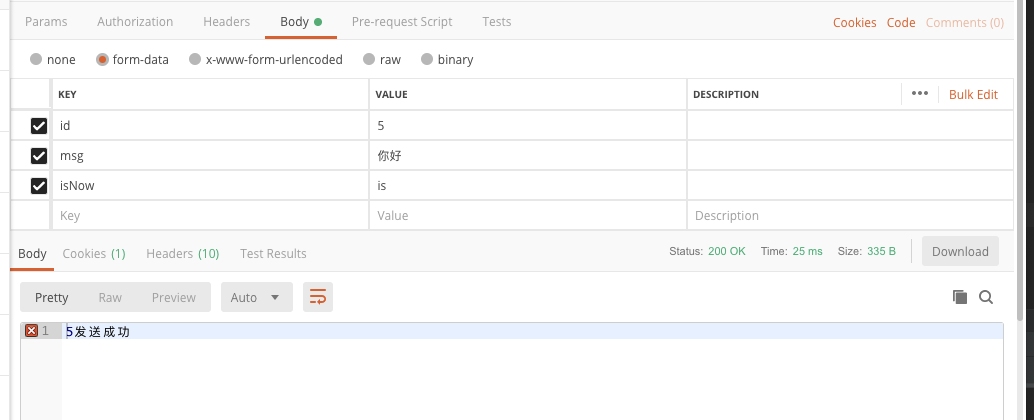 Params Authorization Headers Body Pre-request Script Tests Cookies Code Comments (0)
none form-data x-www-form-urlencoded raw binary
KEY VALUE DESCRIPTION ••• Bulk Edit
id 5
msg 你好
isNow is
Key Value Description
Body Cookies (1) Headers (10) Test Results Status: 200 OK Time: 25 ms Size: 335 B Download
Pretty Raw Preview Auto
1 5发送成功